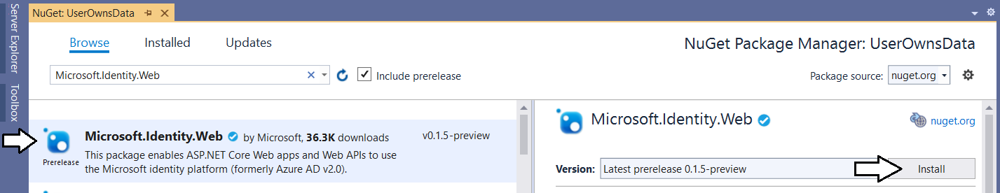 Server Explorer
Toolbox
NuGet: UserOwnsData
Browse
Installed
Updates
NuGet Package Manager: UserOwnsData
Microsoft.Identity.Web
Include prerelease
Package source: nuget.org
Microsoft.Identity.Web by Microsoft, 36.3K downloads
v0.1.5-preview
This package enables ASP.NET Core Web apps and Web APIs to use
the Microsoft identity platform (formerly Azure AD v2.0).
Prerelease
Microsoft.Identity.Web
nuget.org
Version: Latest prerelease 0.1.5-preview
Install